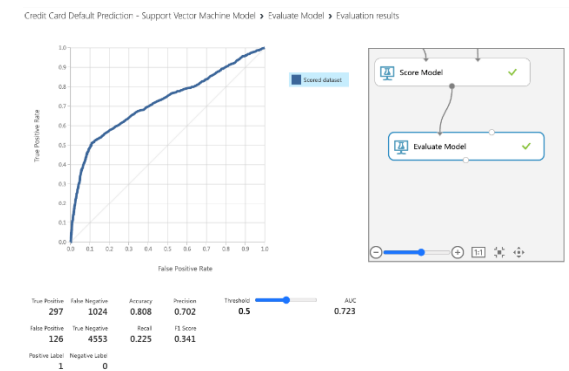 Credit Card Default Prediction - Support Vector Machine Model > Evaluate Model > Evaluation results
1.0
0.9
0.8
0.7
0.6
0.5
0.4
0.3
0.2
0.1
0.0
True Positive Rate
0.0 0.1 0.2 0.3 0.4 0.5 0.6 0.7 0.8 0.9 1.0
False Positive Rate
Scored dataset
Score Model
Evaluate Model
1:1
True Positive False Negative Accuracy Precision Threshold AUC
297 1024 0.808 0.702 0.5 0.723
False Positive True Negative Recall F1 Score
126 4553 0.225 0.341
Positive Label Negative Label
1 0